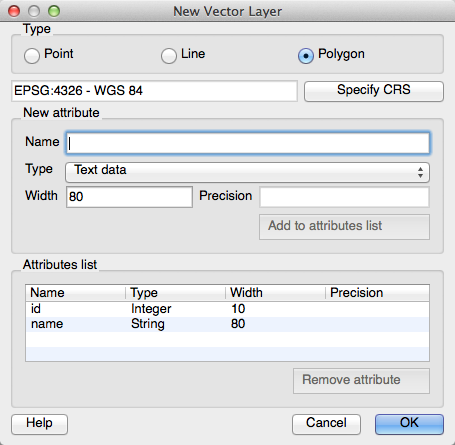 New Vector Layer
Type
Point Line Polygon
EPSG:4326 - WGS 84 Specify CRS
New attribute
Name
Type Text data
Width 80 Precision
Add to attributes list
Attributes list
Name Type Width Precision
id Integer 10
name String 80
Remove attribute
Help Cancel OK